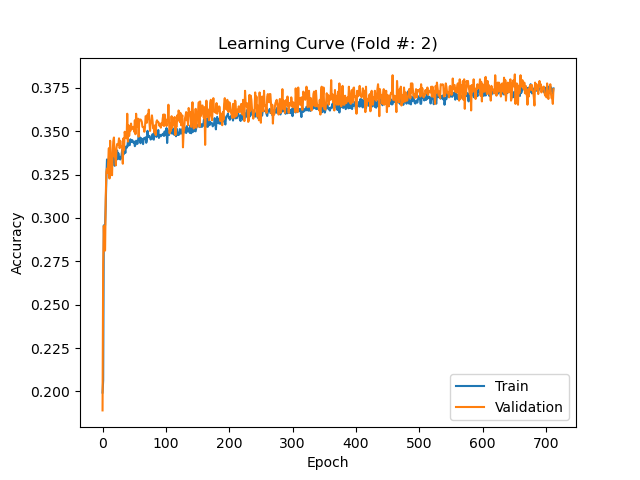 Learning Curve (Fold #: 2)
0.375
0.350
0.325
0.300
0.275
0.250
0.225
0.200
Accuracy
0 100 200 300 400 500 600 700
Epoch
Train
Validation